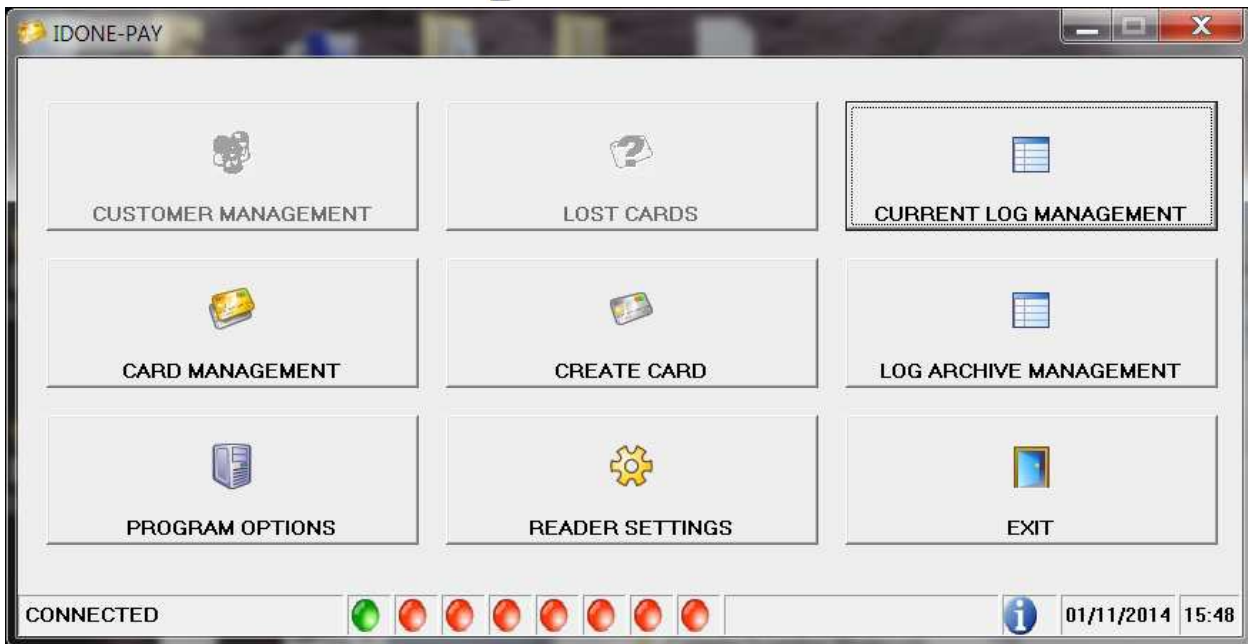 IDONE-PAY
CUSTOMER MANAGEMENT
LOST CARDS
CURRENT LOG MANAGEMENT
CARD MANAGEMENT
CREATE CARD
LOG ARCHIVE MANAGEMENT
PROGRAM OPTIONS
READER SETTINGS
EXIT
CONNECTED 01/11/2014 15:48